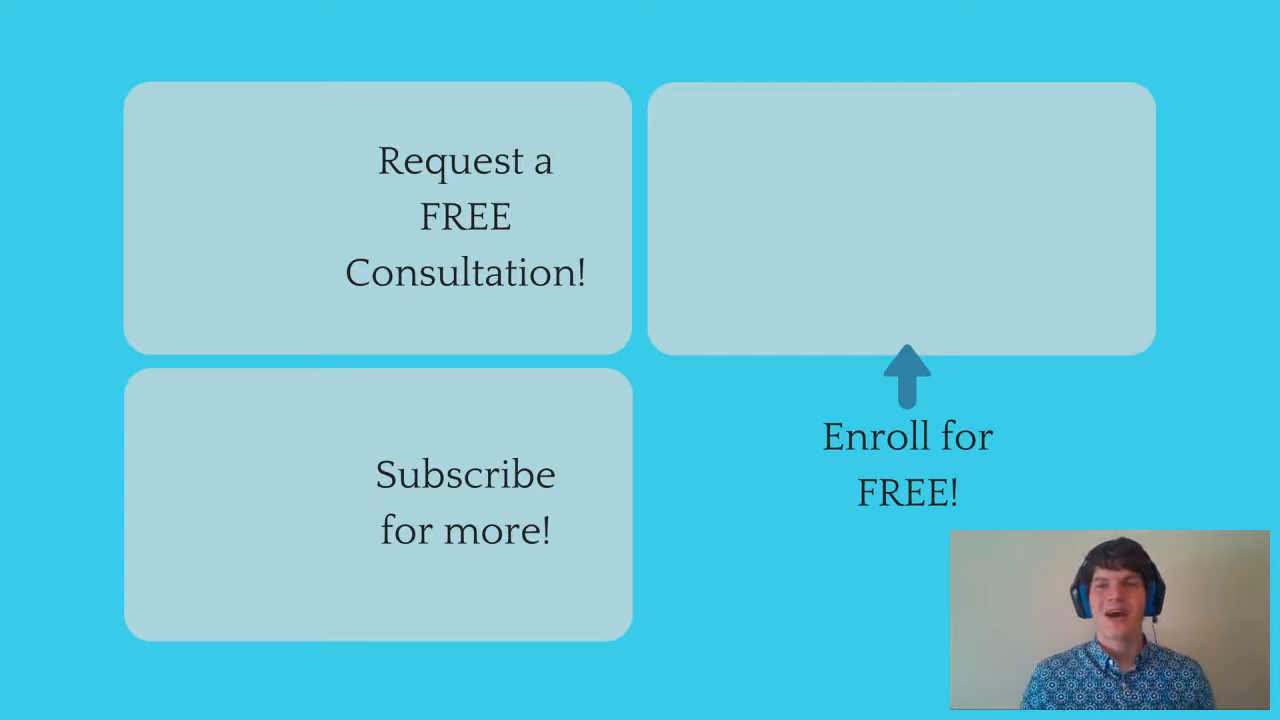 Request a
FREE
Consultation!
Subscribe
for more!
Enroll for
FREE!